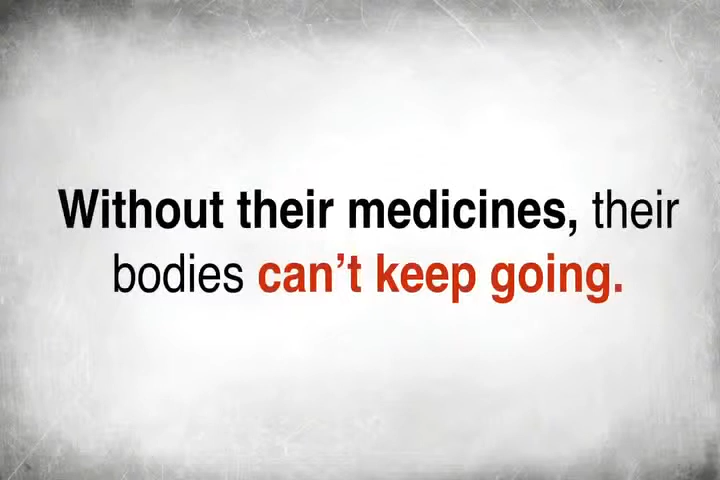 Without their medicines, their
bodies can’t keep going.